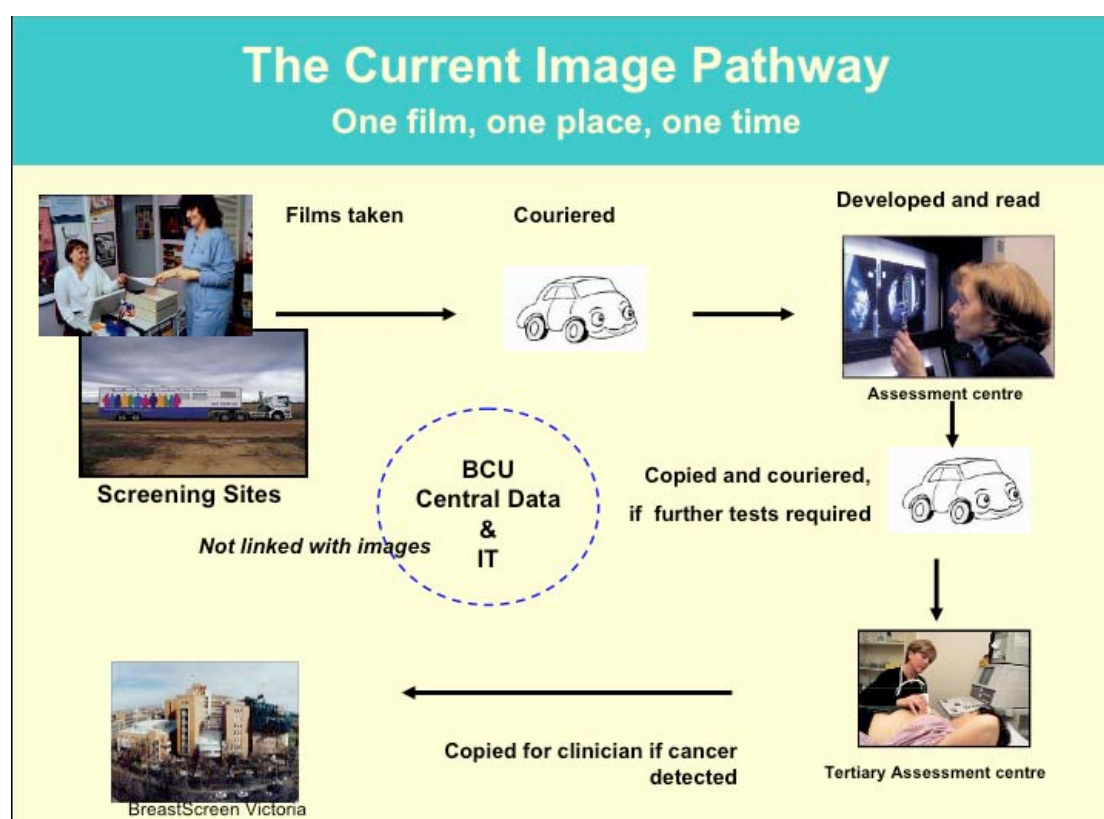 The Current Image Pathway
One film, one place, one time
Films taken
Couriered
Developed and read
Assessment centre
Screening Sites
BCU
Central Data
&
IT
Not linked with images
Copied and couriered,
if further tests required
Copied for clinician if cancer
detected
Tertiary Assessment centre
BreastScreen Victoria